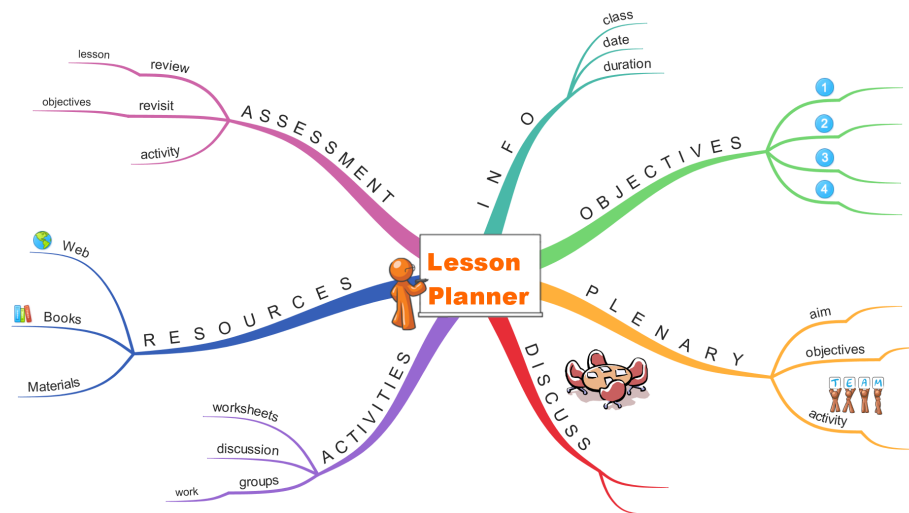 Lesson
Planner
INFO
class
date
duration
OBJECTIVES
1
2
3
4
PLENARY
aim
objectives
TEAM
activity
DISCUSS
ACTIVITIES
worksheets
discussion
groups
work
RESOURCES
Web
Books
Materials
ASSESSMENT
review
lesson
revisit
objectives
activity